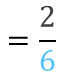 = 2/6